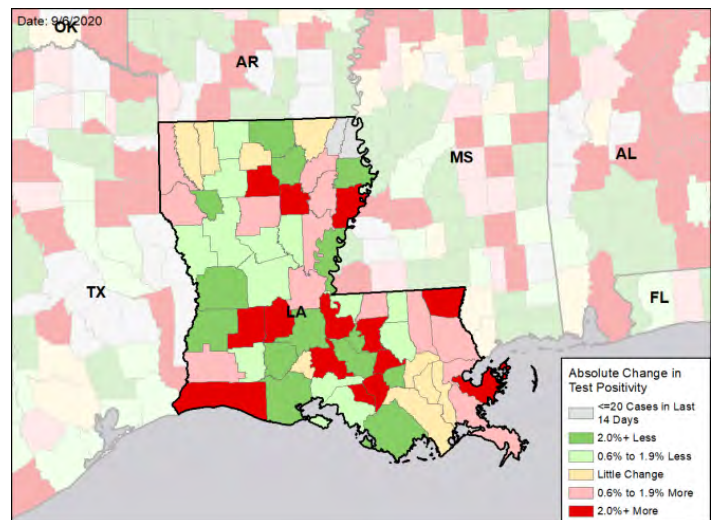 Date: 9/6/2020
OK
AR
MS
AL
TX
LA
FL
Absolute Change in
Test Positivity
<=20 Cases in Last
14 Days
2.0%+ Less
0.6% to 1.9% Less
Little Change
0.6% to 1.9% More
2.0%+ More